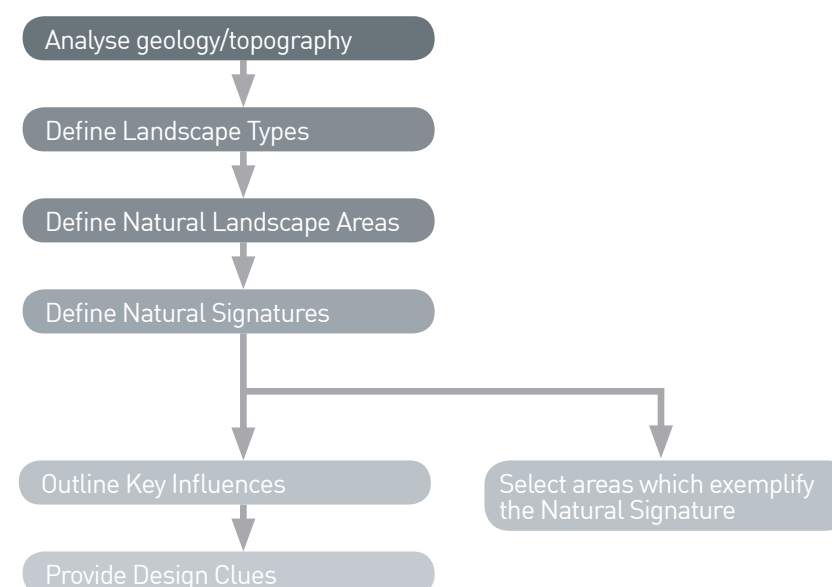 Analyse geology/topography
Define Landscape Types
Define Natural Landscape Areas
Define Natural Signatures
Outline Key Influences
Select areas which exemplify
the Natural Signature
Provide Design Clues